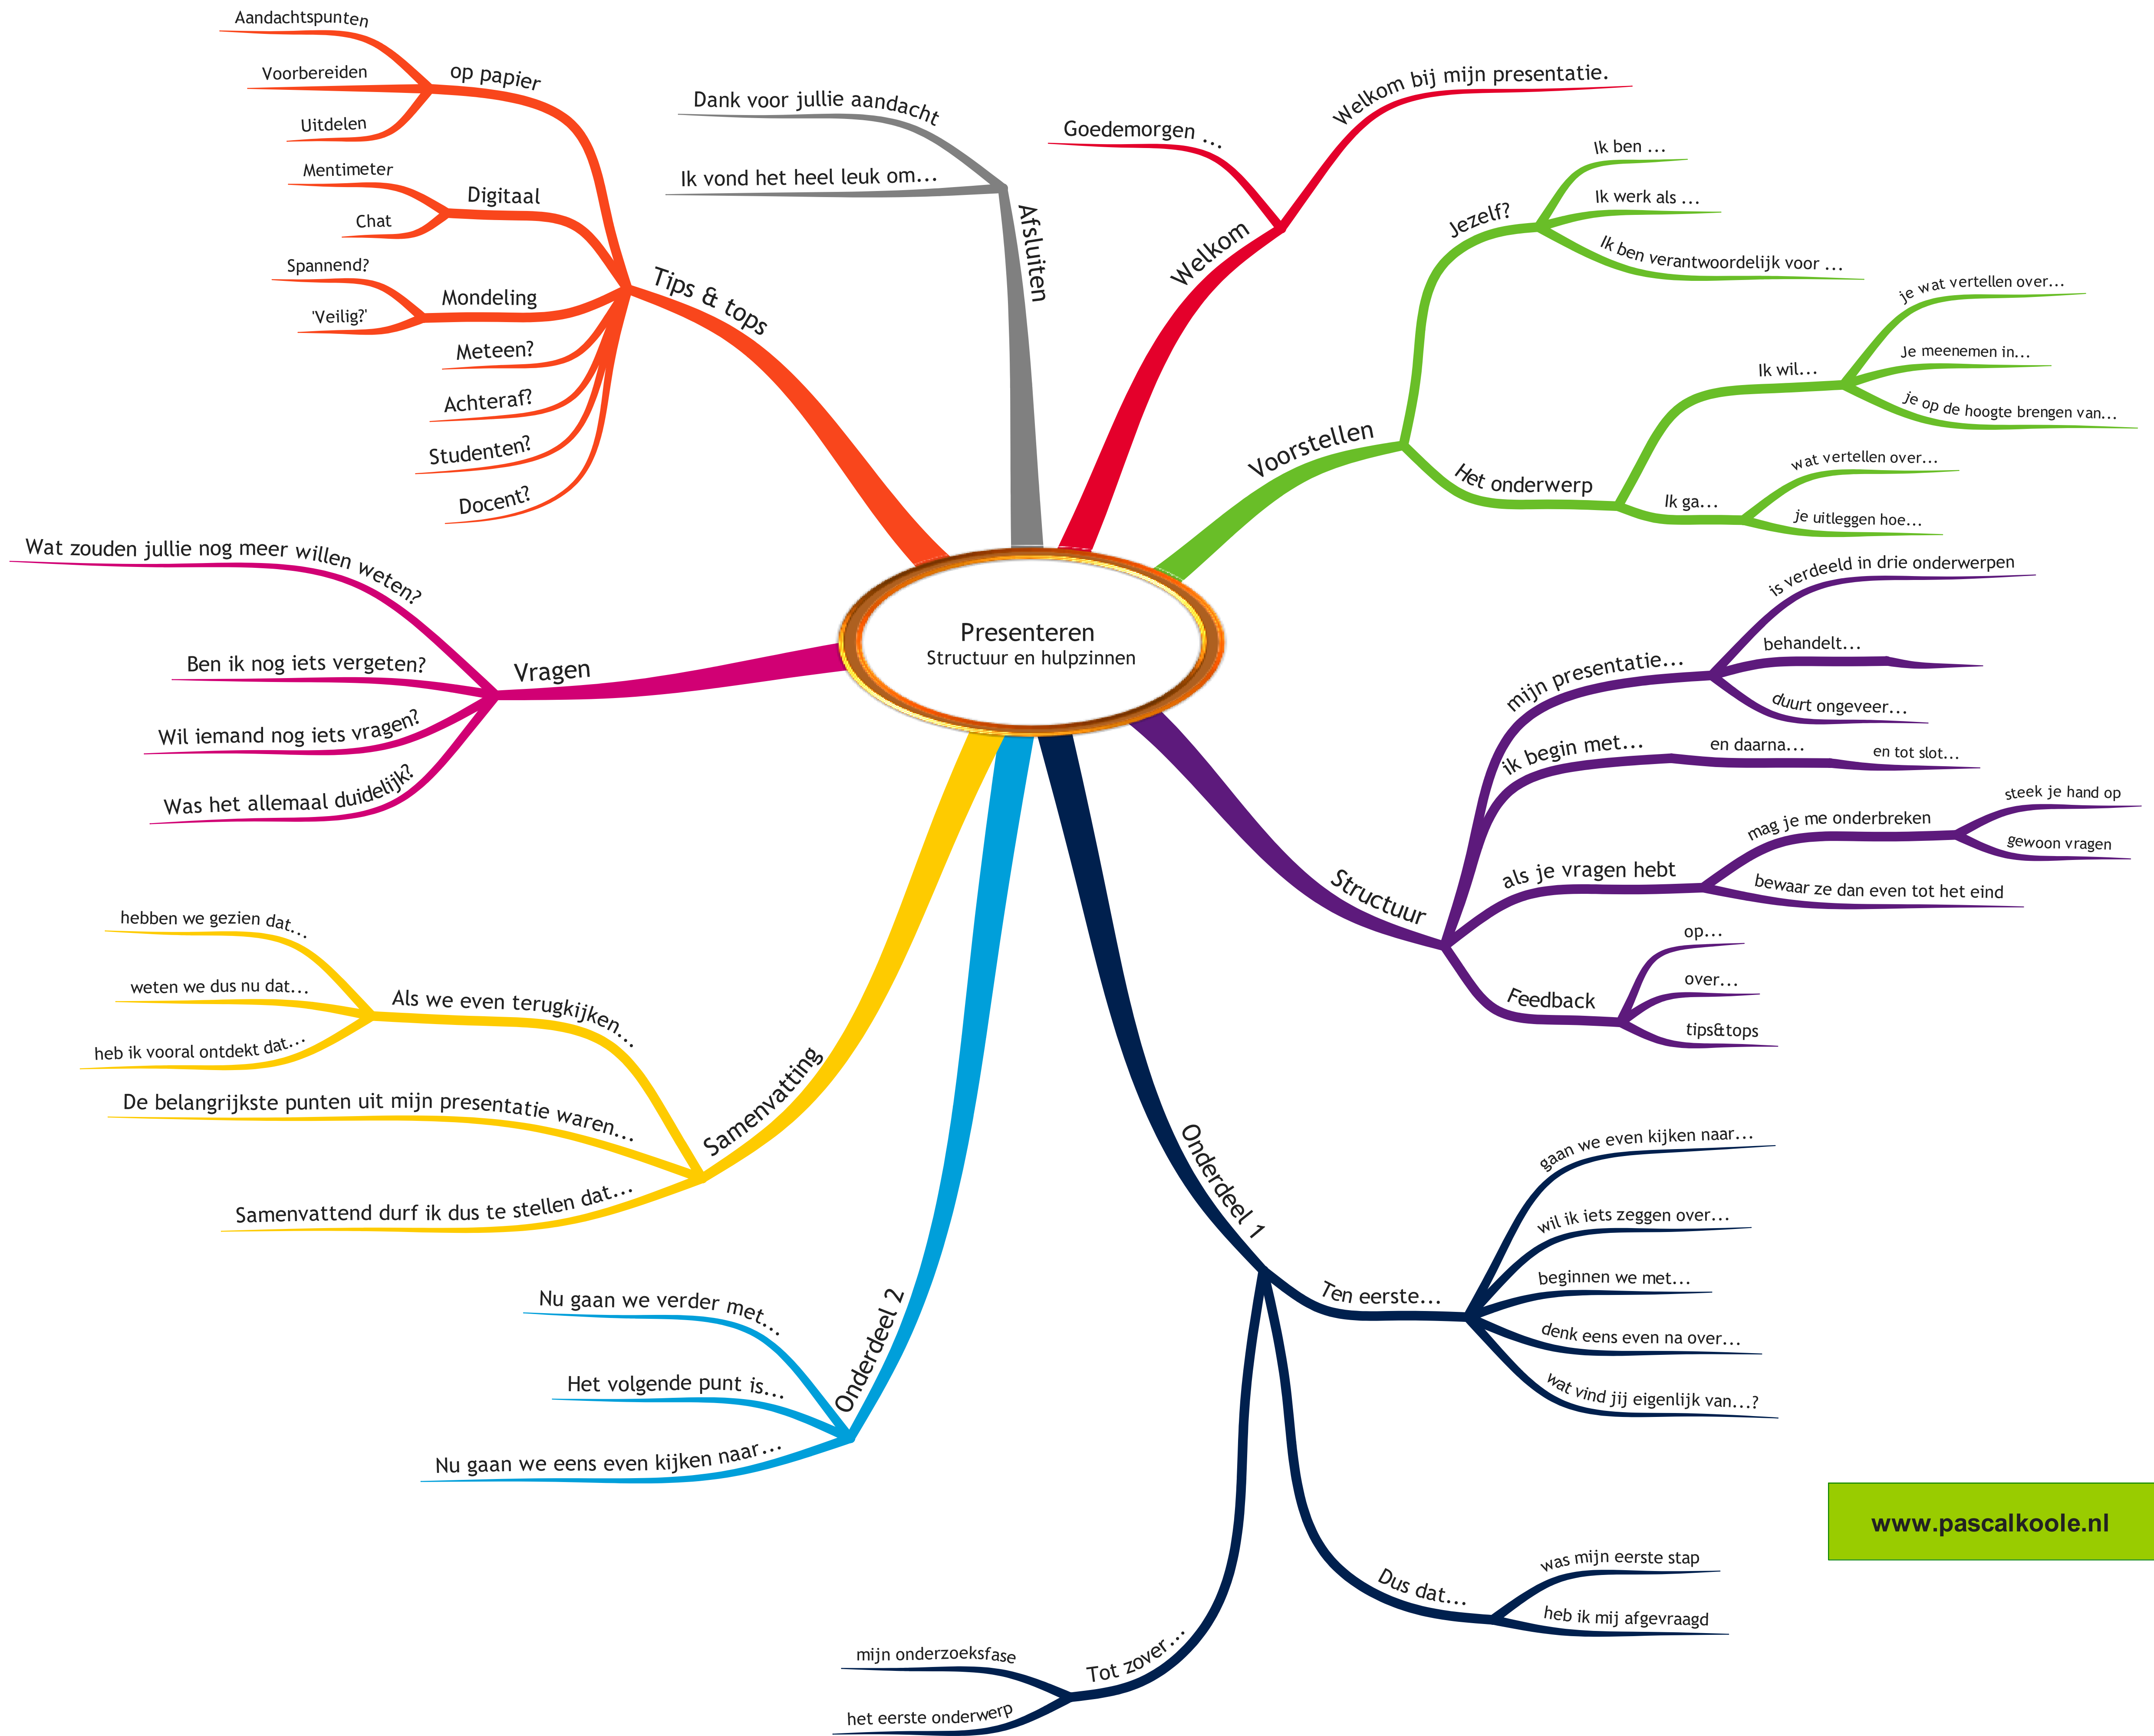 Presenteren
Structuur en hulpzinnen
Welkom
Goedemorgen ...
Welkom bij mijn presentatie.
Voorstellen
Jezelf?
Ik ben ...
Ik werk als ...
Ik ben verantwoordelijk voor ...
Het onderwerp
Ik wil...
je wat vertellen over...
Je meenemen in...
je op de hoogte brengen van...
Ik ga...
wat vertellen over...
je uitleggen hoe...
Structuur
mijn presentatie...
is verdeeld in drie onderwerpen
behandelt...
duurt ongeveer...
ik begin met...
en daarna...
en tot slot...
als je vragen hebt
mag je me onderbreken
steek je hand op
gewoon vragen
bewaar ze dan even tot het eind
Feedback
op...
over...
tips&tops
Onderdeel 1
Ten eerste...
gaan we even kijken naar...
wil ik iets zeggen over...
beginnen we met...
denk eens even na over...
wat vind jij eigenlijk van...?
Dus dat...
was mijn eerste stap
heb ik mij afgevraagd
Tot zover...
mijn onderzoeksfase
het eerste onderwerp
Onderdeel 2
Nu gaan we verder met...
Het volgende punt is...
Nu gaan we eens even kijken naar...
Samenvatting
Als we even terugkijken...
hebben we gezien dat...
weten we dus nu dat...
heb ik vooral ontdekt dat...
De belangrijkste punten uit mijn presentatie waren...
Samenvattend durf ik dus te stellen dat...
Vragen
Wat zouden jullie nog meer willen weten?
Ben ik nog iets vergeten?
Wil iemand nog iets vragen?
Was het allemaal duidelijk?
Tips & tops
op papier
Aandachtspunten
Voorbereiden
Uitdelen
Digitaal
Mentimeter
Chat
Mondeling
Spannend?
'Veilig?'
Meteen?
Achteraf?
Studenten?
Docent?
Afsluiten
Dank voor jullie aandacht
Ik vond het heel leuk om...
www.pascalkoole.nl